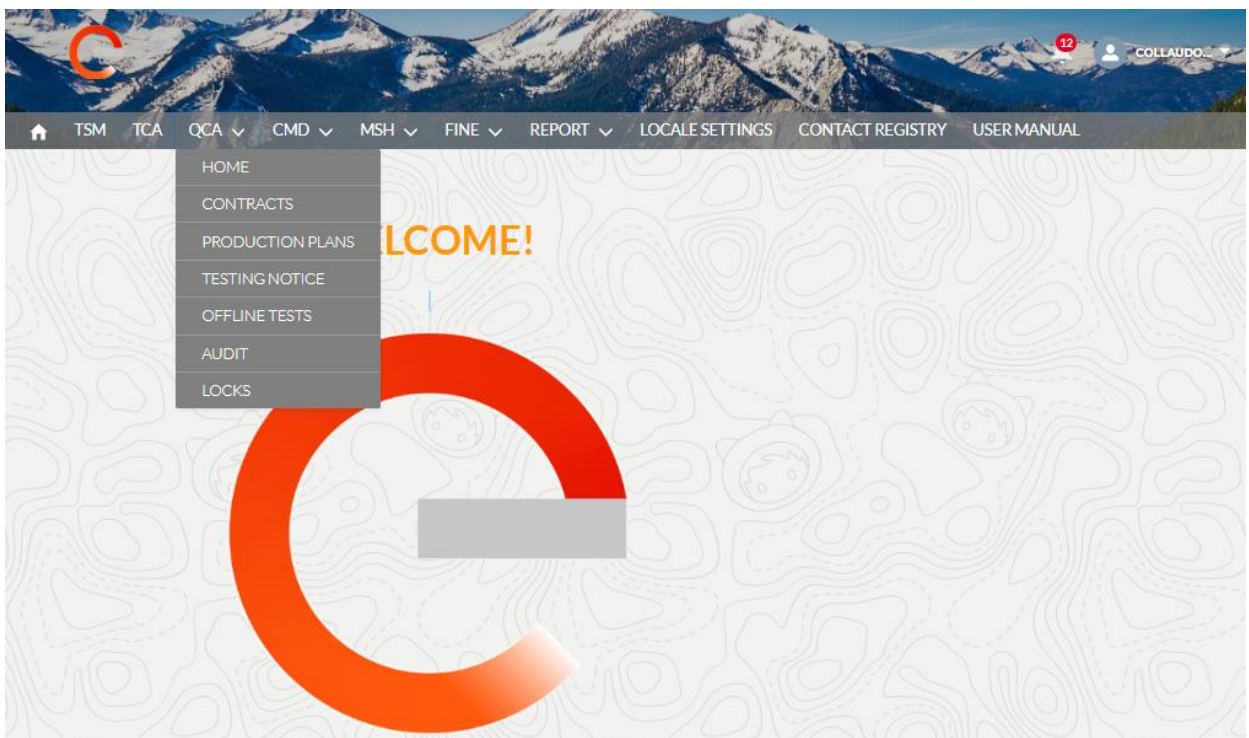 12
COLLAUDO...
TSM TCA QCA CMD MSH FINE REPORT LOCALE SETTINGS CONTACT REGISTRY USER MANUAL
HOME
CONTRACTS
PRODUCTION PLANS
ELCOME!
TESTING NOTICE
OFFLINE TESTS
AUDIT
LOCKS